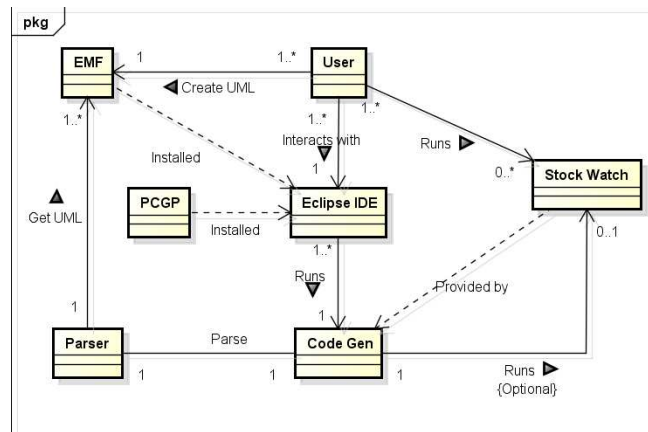 pkg
EMF
1
1..*
User
Create UML
1..*
1..*
1..*
Interacts with
Installed
Runs
1
0..*
Stock Watch
PCGP
Eclipse IDE
Get UML
Installed
1..*
0..1
Runs
Provided by
1
1
Parser
Parse
Code Gen
1
1
1
Runs
{Optional}